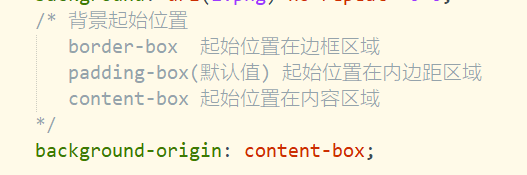 /* 背景起始位置
border-box 起始位置在边框区域
padding-box(默认值) 起始位置在内边距区域
content-box 起始位置在内容区域
*/
background-origin: content-box;